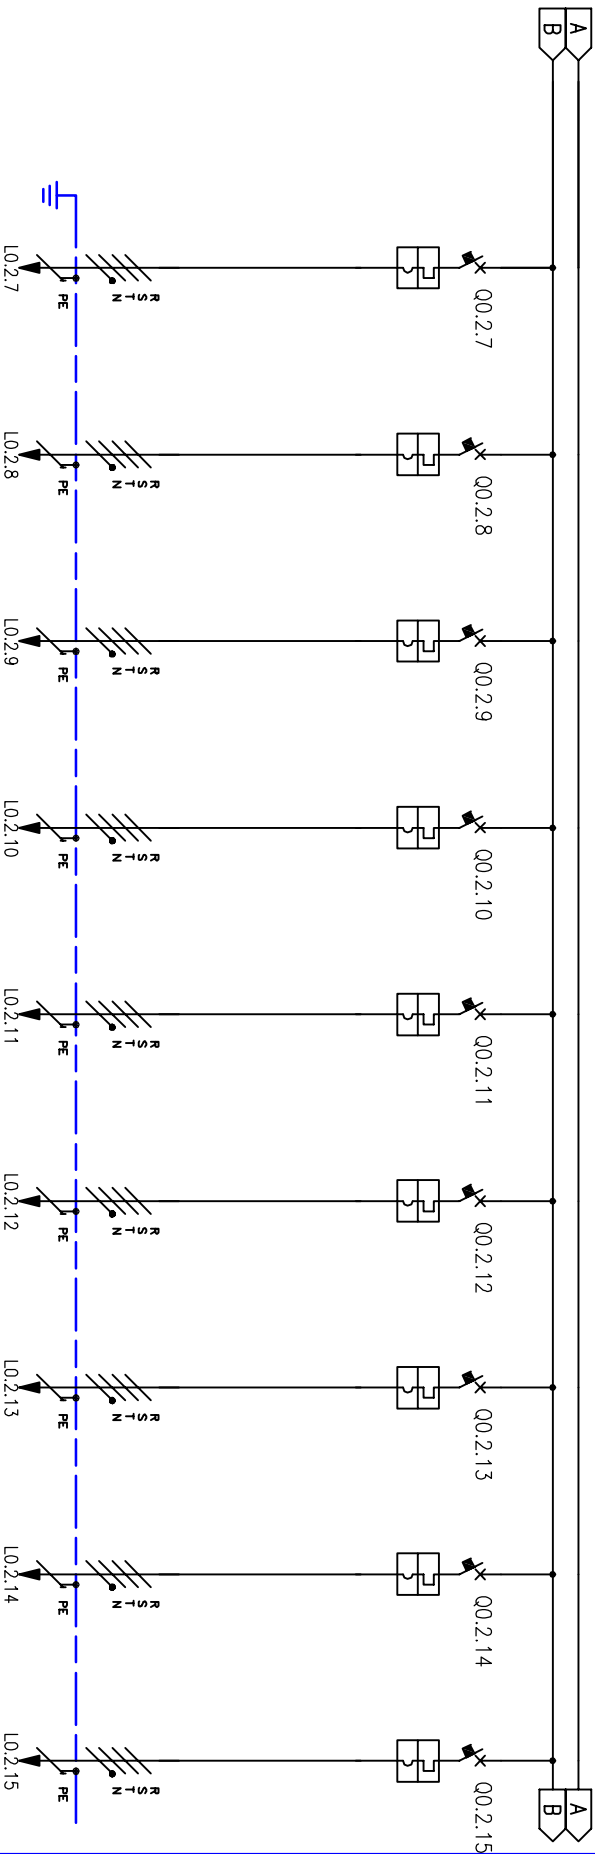 A
B
Q0.2.7
Q0.2.8
Q0.2.9
Q0.2.10
Q0.2.11
Q0.2.12
Q0.2.13
Q0.2.14
Q0.2.15
A
B
R
S
T
N
PE
L0.2.7
R
S
T
N
PE
L0.2.8
R
S
T
N
PE
L0.2.9
R
S
T
N
PE
L0.2.10
R
S
T
N
PE
L0.2.11
R
S
T
N
PE
L0.2.12
R
S
T
N
PE
L0.2.13
R
S
T
N
PE
L0.2.14
R
S
T
N
PE
L0.2.15